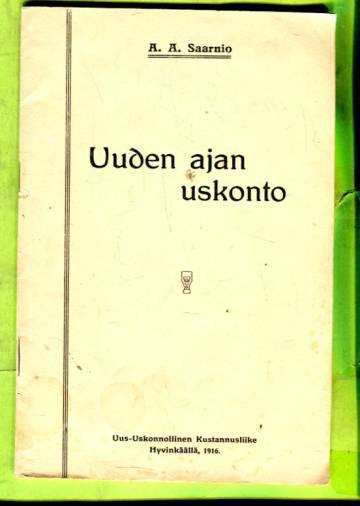 A. A. Saarnio
Uuden ajan
uskonto
Uus-Uskonnollinen Kustannusliike
Hyvinkäällä, 1916.